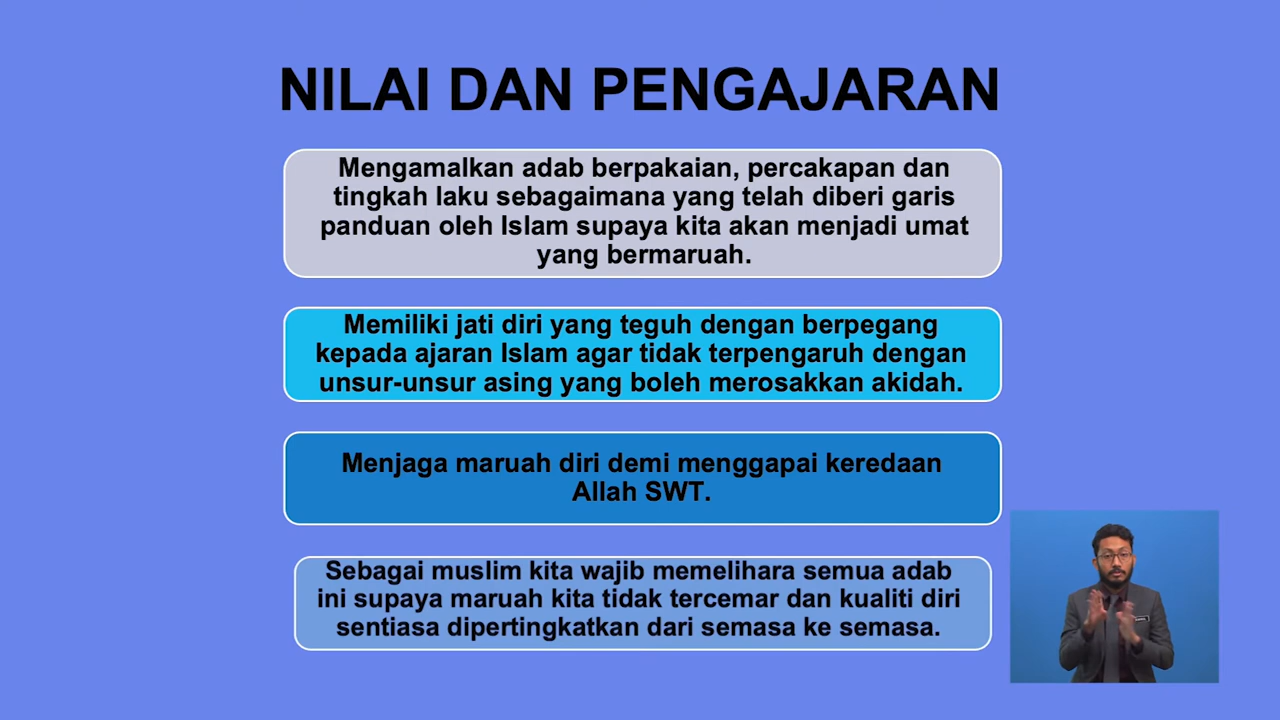 NILAI DAN PENGAJARAN
Mengamalkan adab berpakaian, percakapan dan
tingkah laku sebagaimana yang telah diberi garis
panduan oleh Islam supaya kita akan menjadi umat
yang bermaruah.
Memiliki jati diri yang teguh dengan berpegang
kepada ajaran Islam agar tidak terpengaruh dengan
unsur-unsur asing yang boleh merosakkan akidah.
Menjaga maruah diri demi menggapai keredaan
Allah SWT.
Sebagai muslim kita wajib memelihara semua adab
ini supaya maruah kita tidak tercemar dan kualiti diri
sentiasa dipertingkatkan dari semasa ke semasa.